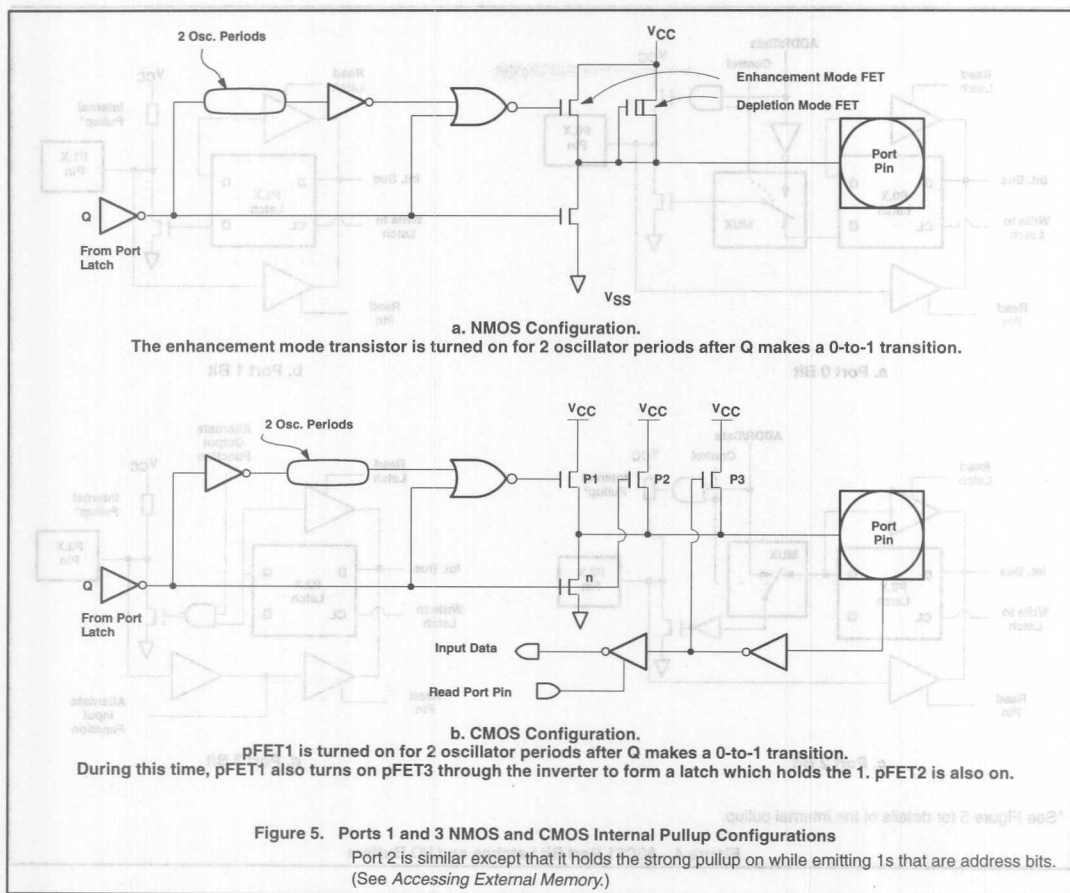 2 Osc. Periods
VCC
Enhancement Mode FET
Depletion Mode FET
Port
Pin
Q
From Port
Latch
VSS
a. NMOS Configuration.
The enhancement mode transistor is turned on for 2 oscillator periods after Q makes a 0-to-1 transition.
2 Osc. Periods
VCC VCC VCC
P1 P2 P3
Port
Pin
Q
n
From Port
Latch
Input Data
Read Port Pin
b. CMOS Configuration.
pFET1 is turned on for 2 oscillator periods after Q makes a 0-to-1 transition.
During this time, pFET1 also turns on pFET3 through the inverter to form a latch which holds the 1. pFET2 is also on.
Figure 5. Ports 1 and 3 NMOS and CMOS Internal Pullup Configurations
Port 2 is similar except that it holds the strong pullup on while emitting 1s that are address bits.
(See Accessing External Memory.)